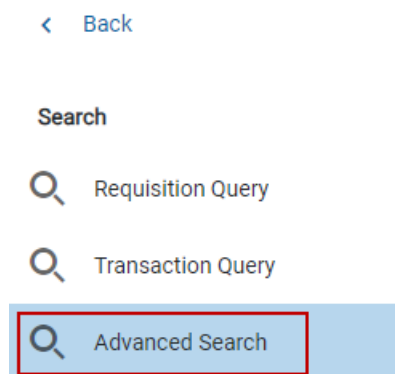 Back
Search
Requisition Query
Transaction Query
Advanced Search